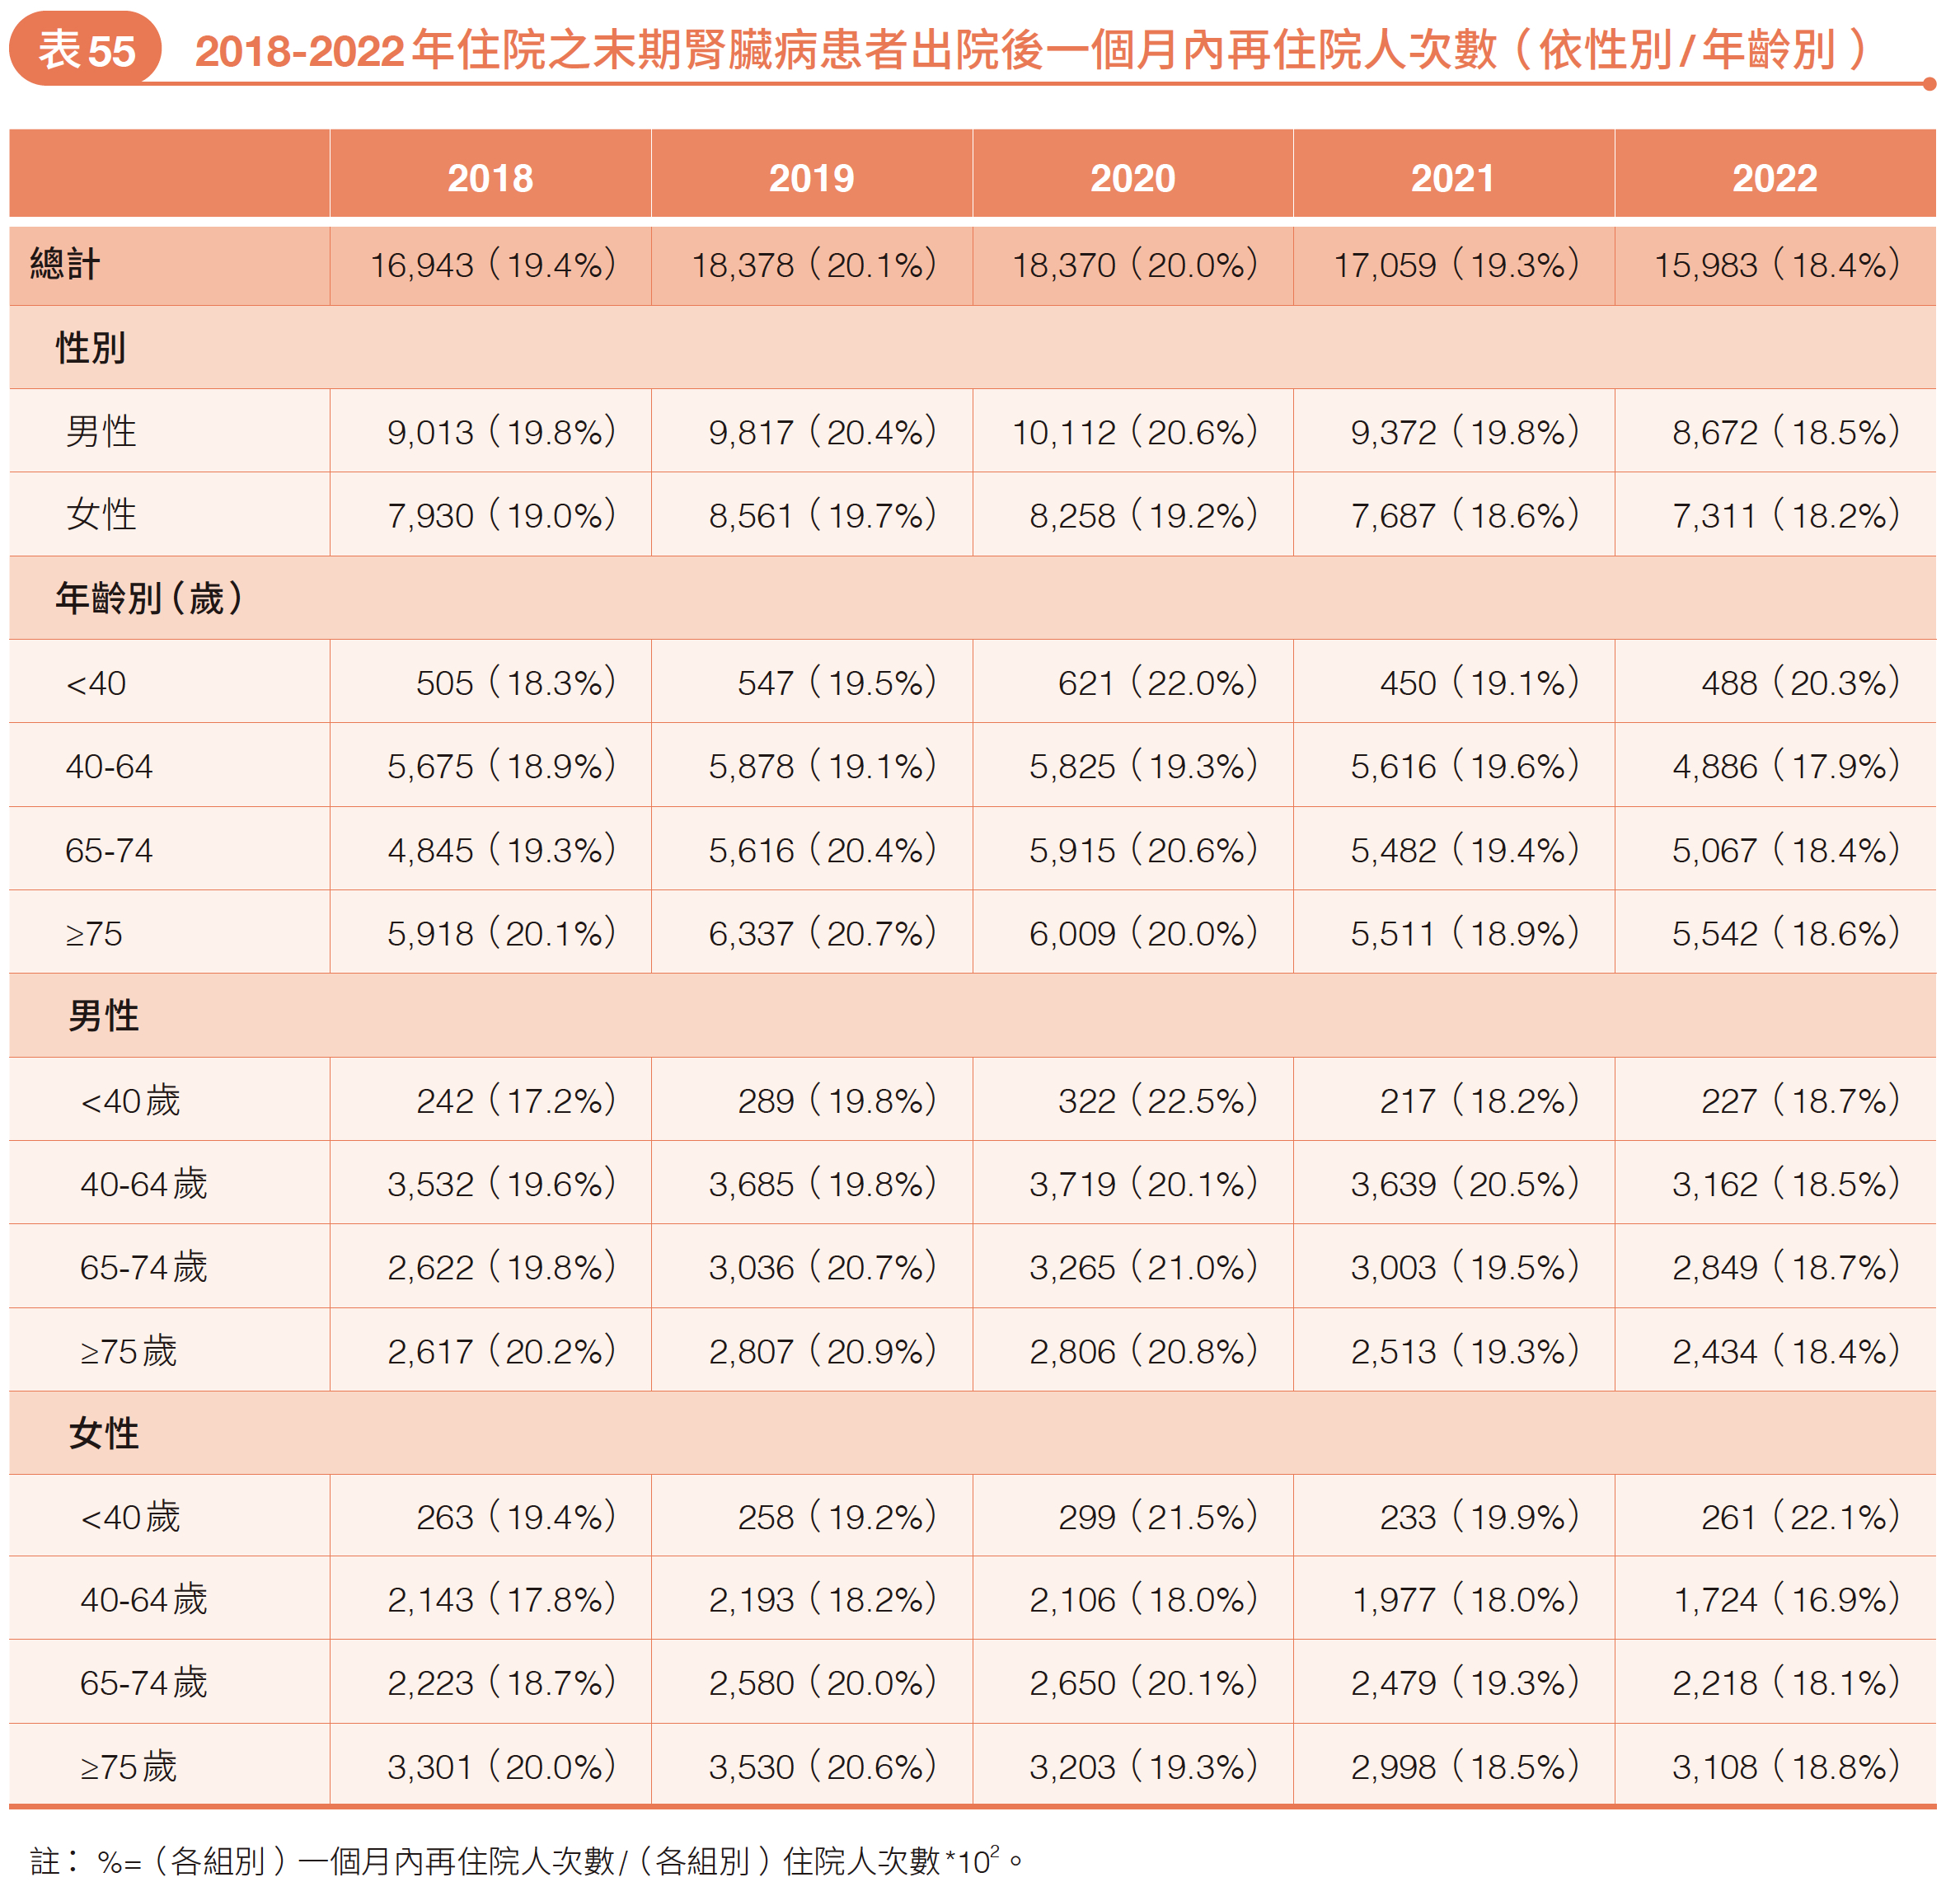 表55 2018-2022年住院之末期腎臟病患者出院後一個月內再住院人次數（依性別/年齡別）
2018 2019 2020 2021 2022
總計 16,943（19.4%） 18,378（20.1%） 18,370（20.0%） 17,059（19.3%） 15,983（18.4%）
性別
男性 9,013（19.8%） 9,817（20.4%） 10,112（20.6%） 9,372（19.8%） 8,672（18.5%）
女性 7,930（19.0%） 8,561（19.7%） 8,258（19.2%） 7,687（18.6%） 7,311（18.2%）
年齡別（歲）
<40 505（18.3%） 547（19.5%） 621（22.0%） 450（19.1%） 488（20.3%）
40-64 5,675（18.9%） 5,878（19.1%） 5,825（19.3%） 5,616（19.6%） 4,886（17.9%）
65-74 4,845（19.3%） 5,616（20.4%） 5,915（20.6%） 5,482（19.4%） 5,067（18.4%）
≥75 5,918（20.1%） 6,337（20.7%） 6,009（20.0%） 5,511（18.9%） 5,542（18.6%）
男性
<40歲 242（17.2%） 289（19.8%） 322（22.5%） 217（18.2%） 227（18.7%）
40-64歲 3,532（19.6%） 3,685（19.8%） 3,719（20.1%） 3,639（20.5%） 3,162（18.5%）
65-74歲 2,622（19.8%） 3,036（20.7%） 3,265（21.0%） 3,003（19.5%） 2,849（18.7%）
≥75歲 2,617（20.2%） 2,807（20.9%） 2,806（20.8%） 2,513（19.3%） 2,434（18.4%）
女性
<40歲 263（19.4%） 258（19.2%） 299（21.5%） 233（19.9%） 261（22.1%）
40-64歲 2,143（17.8%） 2,193（18.2%） 2,106（18.0%） 1,977（18.0%） 1,724（16.9%）
65-74歲 2,223（18.7%） 2,580（20.0%） 2,650（20.1%） 2,479（19.3%） 2,218（18.1%）
≥75歲 3,301（20.0%） 3,530（20.6%） 3,203（19.3%） 2,998（18.5%） 3,108（18.8%）
註：%=（各組別）一個月內再住院人次數/（各組別）住院人次數*10²。